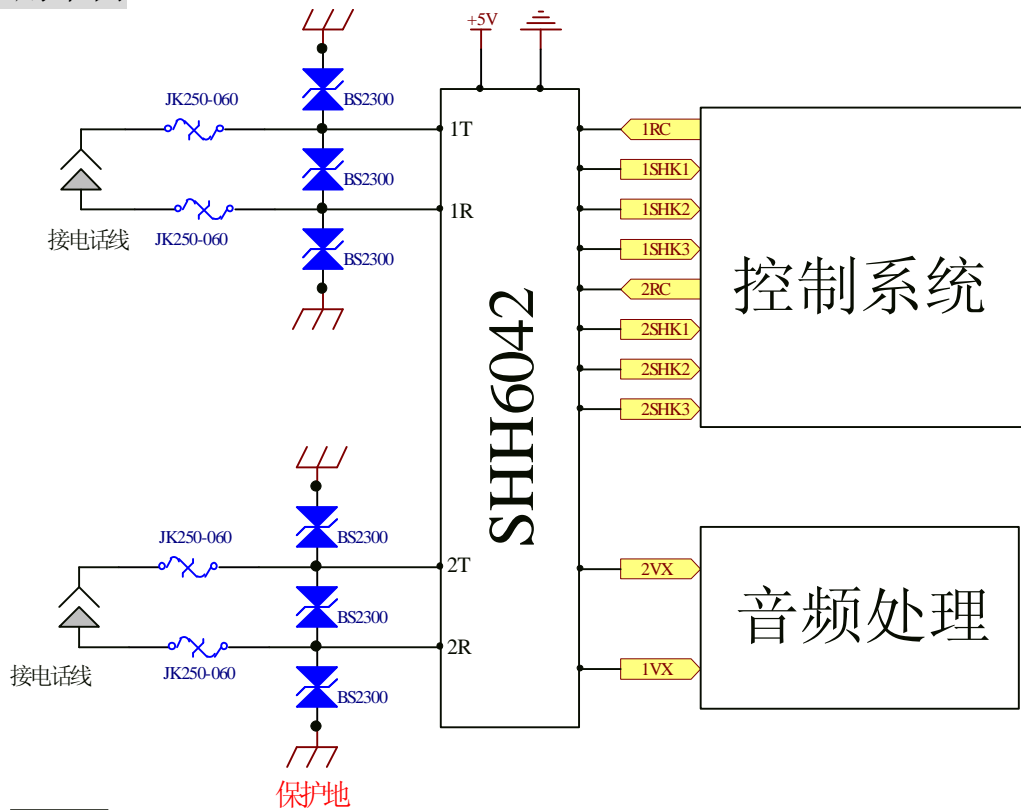 +5V
JK250-060
BS2300
1T
1RC
BS2300
1SHK1
1R
1SHK2
接电话线
JK250-060
BS2300
1SHK3
控制系统
2RC
2SHK1
2SHK2
2SHK3
SHH6042
JK250-060
BS2300
2T
2VX
音频处理
BS2300
2R
接电话线
JK250-060
1VX
BS2300
保护地